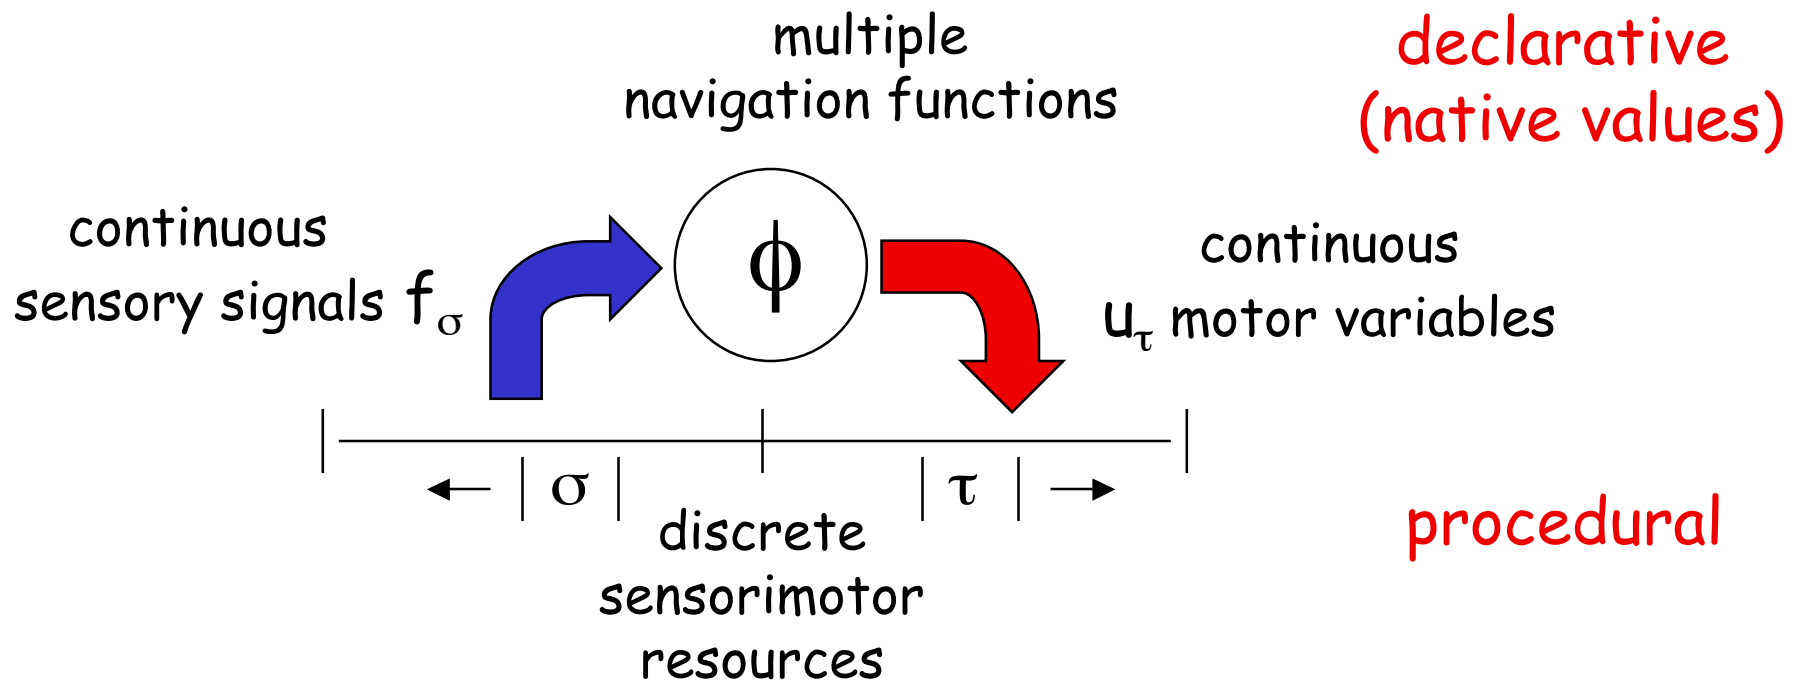 multiple
navigation functions
declarative
(native values)
continuous
sensory signals fσ
ϕ
continuous
uτ motor variables
σ
τ
discrete
sensorimotor
resources
procedural